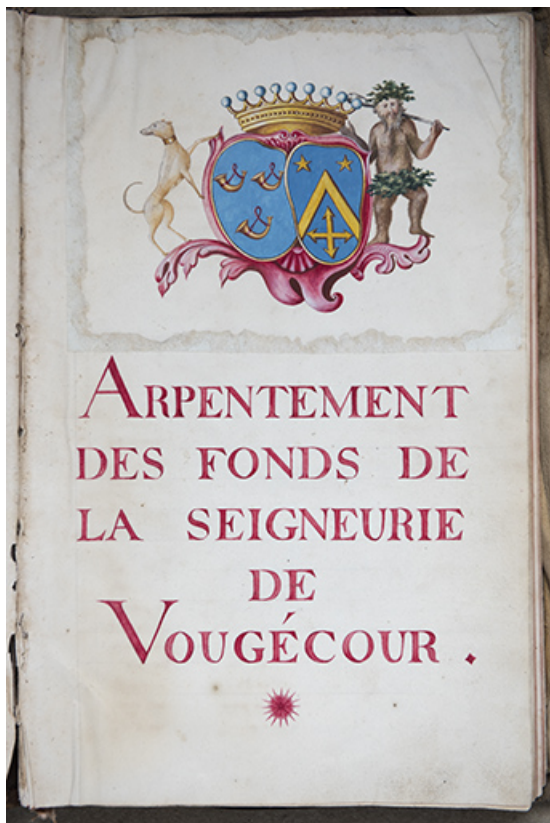 ARPENTEMENT
DES FONDS DE
LA SEIGNEURIE
DE
VOUGÉCOUR.